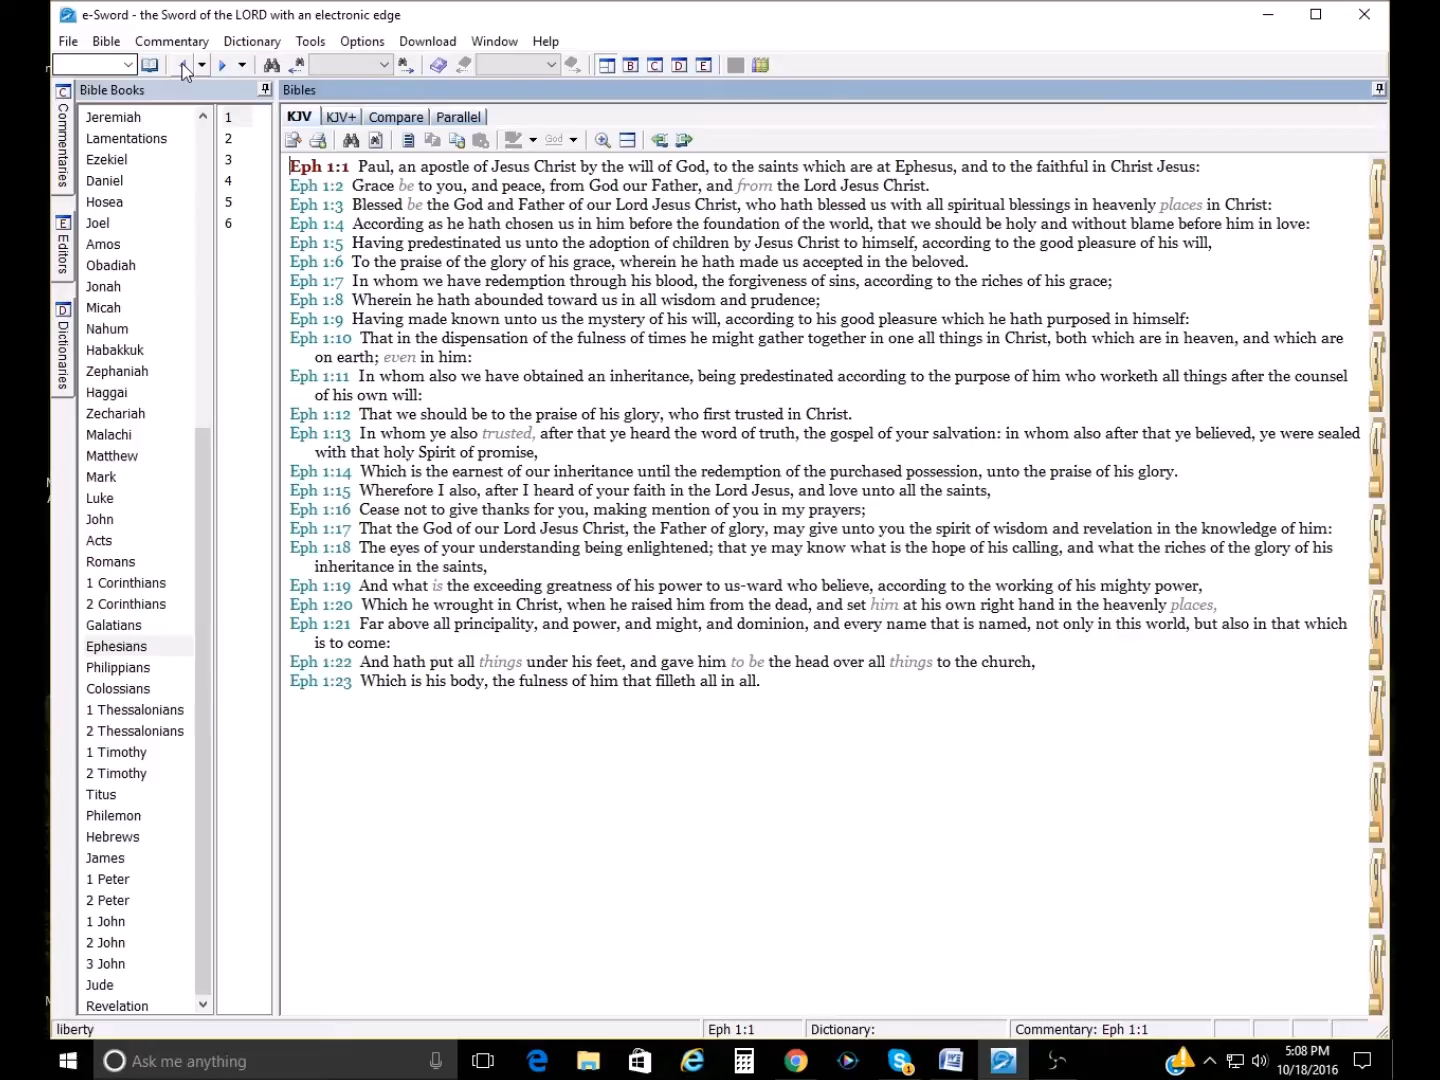 e-Sword - the Sword of the LORD with an electronic edge
File Bible Commentary Dictionary Tools Options Download Window Help
B C D E
C Commentaries
E Editors
D Dictionaries
Bible Books
Jeremiah
Lamentations
Ezekiel
Daniel
Hosea
Joel
Amos
Obadiah
Jonah
Micah
Nahum
Habakkuk
Zephaniah
Haggai
Zechariah
Malachi
Matthew
Mark
Luke
John
Acts
Romans
1 Corinthians
2 Corinthians
Galatians
Ephesians
Philippians
Colossians
1 Thessalonians
2 Thessalonians
1 Timothy
2 Timothy
Titus
Philemon
Hebrews
James
1 Peter
2 Peter
1 John
2 John
3 John
Jude
Revelation
1
2
3
4
5
6
Bibles
KJV KJV+ Compare Parallel
God
Eph 1:1 Paul, an apostle of Jesus Christ by the will of God, to the saints which are at Ephesus, and to the faithful in Christ Jesus:
Eph 1:2 Grace be to you, and peace, from God our Father, and from the Lord Jesus Christ.
Eph 1:3 Blessed be the God and Father of our Lord Jesus Christ, who hath blessed us with all spiritual blessings in heavenly places in Christ:
Eph 1:4 According as he hath chosen us in him before the foundation of the world, that we should be holy and without blame before him in love:
Eph 1:5 Having predestinated us unto the adoption of children by Jesus Christ to himself, according to the good pleasure of his will,
Eph 1:6 To the praise of the glory of his grace, wherein he hath made us accepted in the beloved.
Eph 1:7 In whom we have redemption through his blood, the forgiveness of sins, according to the riches of his grace;
Eph 1:8 Wherein he hath abounded toward us in all wisdom and prudence;
Eph 1:9 Having made known unto us the mystery of his will, according to his good pleasure which he hath purposed in himself:
Eph 1:10 That in the dispensation of the fulness of times he might gather together in one all things in Christ, both which are in heaven, and which are
on earth; even in him:
Eph 1:11 In whom also we have obtained an inheritance, being predestinated according to the purpose of him who worketh all things after the counsel
of his own will:
Eph 1:12 That we should be to the praise of his glory, who first trusted in Christ.
Eph 1:13 In whom ye also trusted, after that ye heard the word of truth, the gospel of your salvation: in whom also after that ye believed, ye were sealed
with that holy Spirit of promise,
Eph 1:14 Which is the earnest of our inheritance until the redemption of the purchased possession, unto the praise of his glory.
Eph 1:15 Wherefore I also, after I heard of your faith in the Lord Jesus, and love unto all the saints,
Eph 1:16 Cease not to give thanks for you, making mention of you in my prayers;
Eph 1:17 That the God of our Lord Jesus Christ, the Father of glory, may give unto you the spirit of wisdom and revelation in the knowledge of him:
Eph 1:18 The eyes of your understanding being enlightened; that ye may know what is the hope of his calling, and what the riches of the glory of his
inheritance in the saints,
Eph 1:19 And what is the exceeding greatness of his power to us-ward who believe, according to the working of his mighty power,
Eph 1:20 Which he wrought in Christ, when he raised him from the dead, and set him at his own right hand in the heavenly places,
Eph 1:21 Far above all principality, and power, and might, and dominion, and every name that is named, not only in this world, but also in that which
is to come:
Eph 1:22 And hath put all things under his feet, and gave him to be the head over all things to the church,
Eph 1:23 Which is his body, the fulness of him that filleth all in all.
1
2
3
4
5
6
7
8
9
0
liberty Eph 1:1 Dictionary: Commentary: Eph 1:1
Ask me anything
5:08 PM
10/18/2016